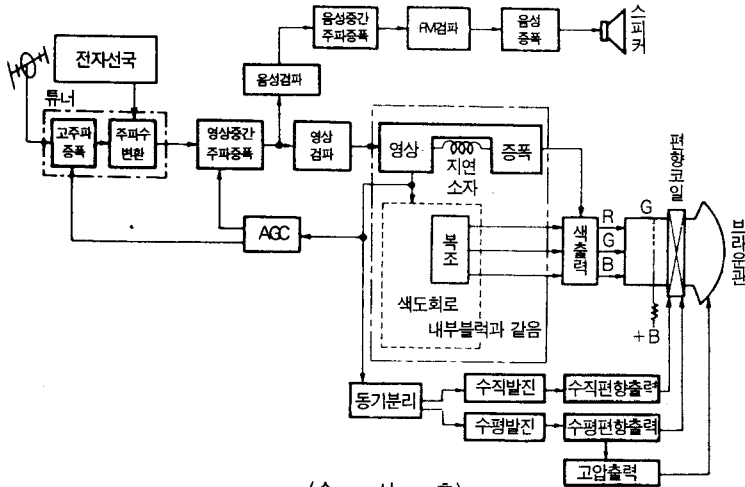 음성중간
주파증폭
FM검파
음성
증폭
스피커
전자선국
음성검파
튜너
고주파
증폭
주파수
변환
영상중간
주파증폭
영상
검파
영상
지연
소자
증폭
편향코일
브라운관
AGC
복조
색출력
R
G
B
G
+B
색도회로
내부블럭과 같음
동기분리
수직발진
수직편향출력
수평발진
수평편향출력
고압출력